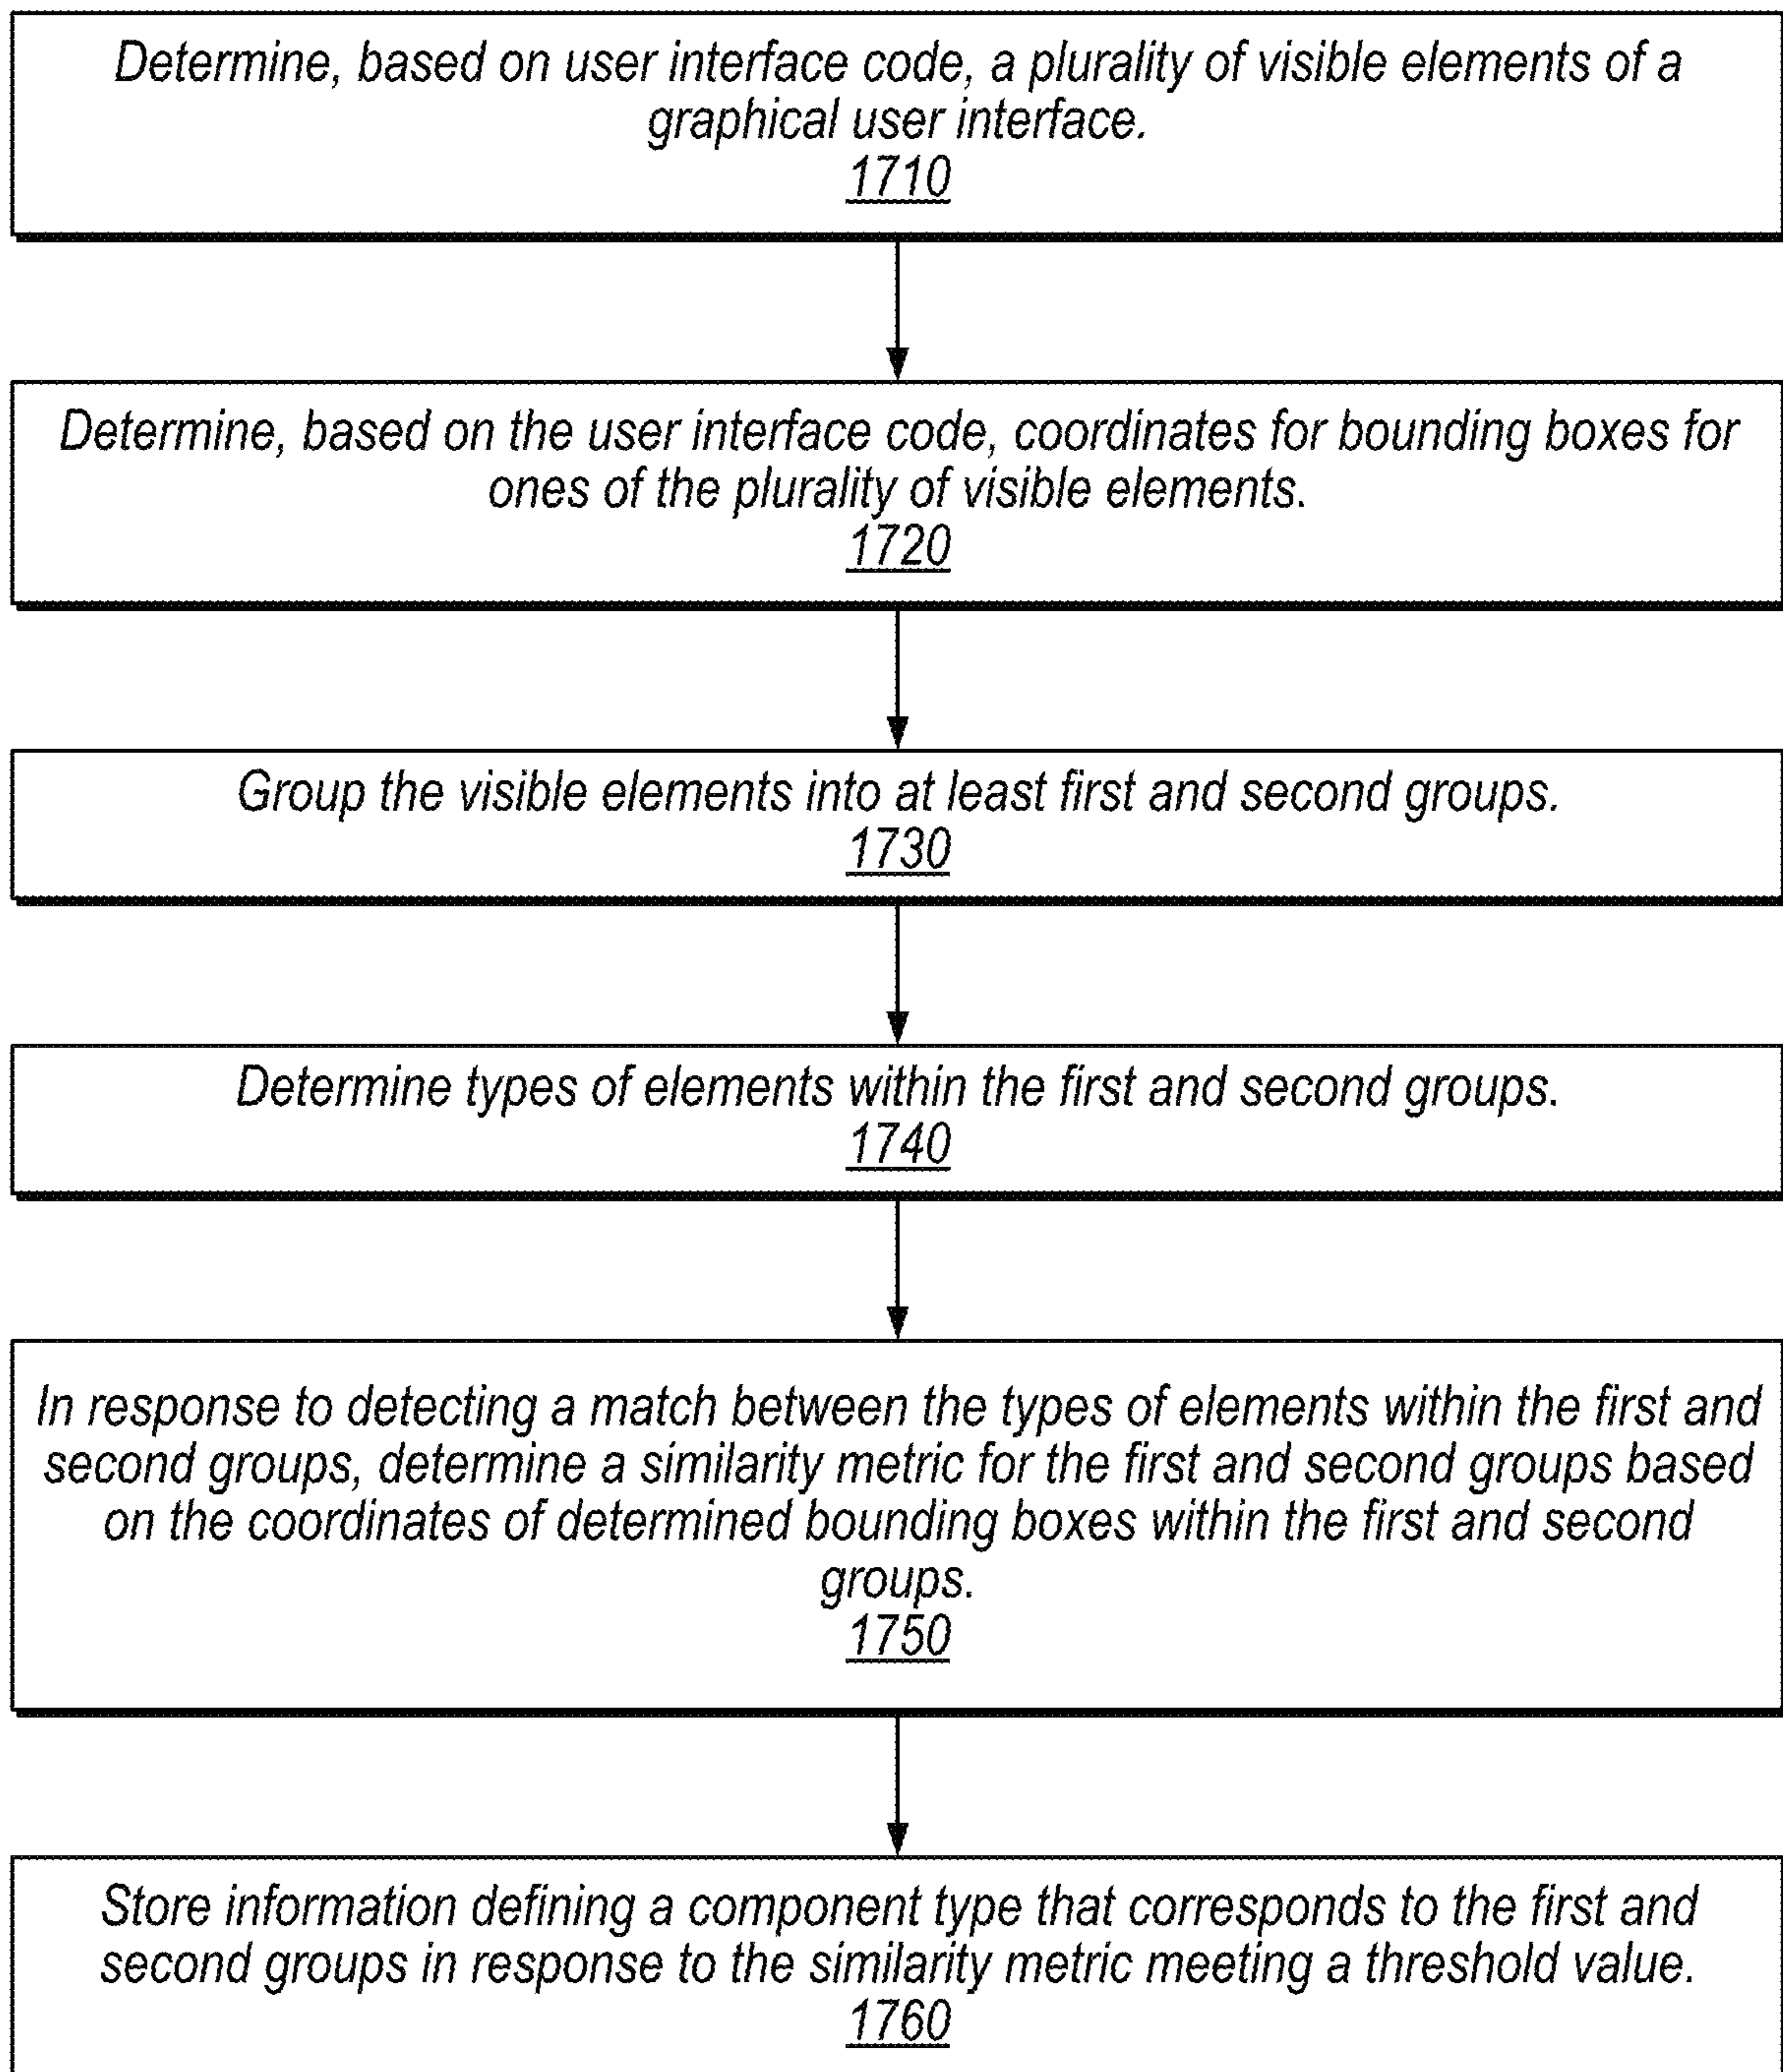 Determine, based on user interface code, a plurality of visible elements of a
graphical user interface.
1710
Determine, based on the user interface code, coordinates for bounding boxes for
ones of the plurality of visible elements.
1720
Group the visible elements into at least first and second groups.
1730
Determine types of elements within the first and second groups.
1740
In response to detecting a match between the types of elements within the first and
second groups, determine a similarity metric for the first and second groups based
on the coordinates of determined bounding boxes within the first and second
groups.
1750
Store information defining a component type that corresponds to the first and
second groups in response to the similarity metric meeting a threshold value.
1760